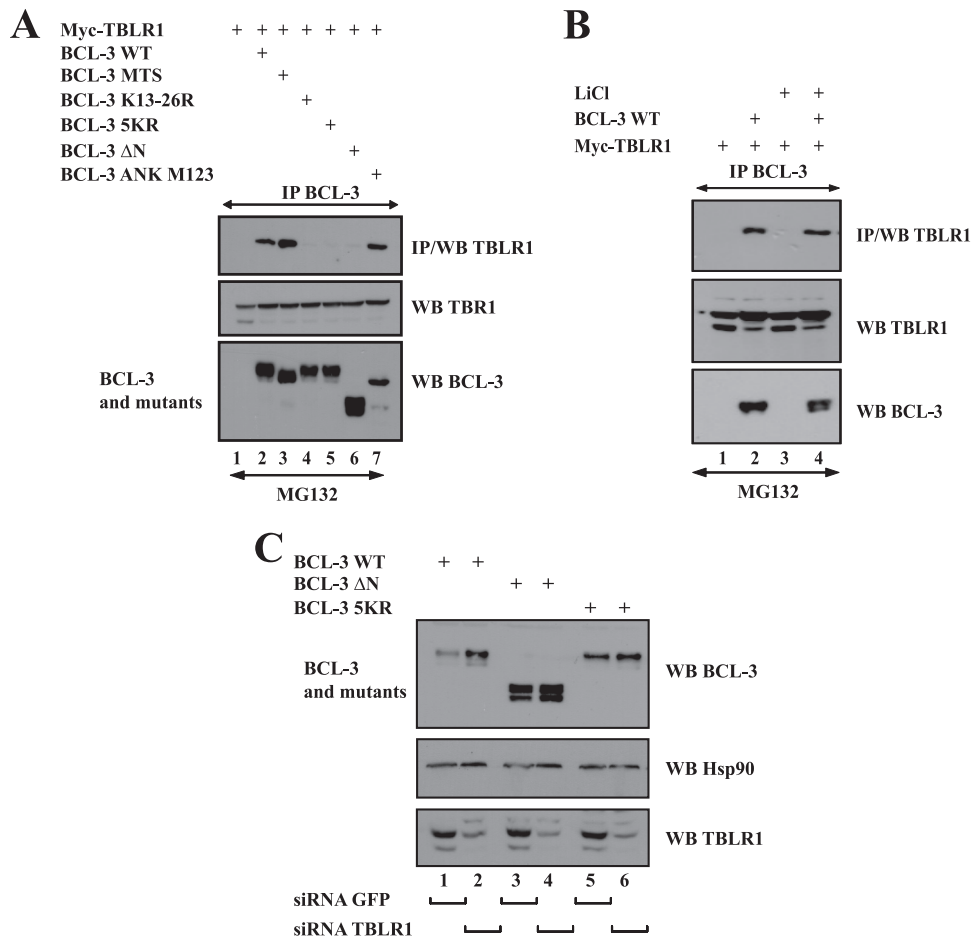 A
Myc-TBLR1 + + + + + + +
BCL-3 WT +
BCL-3 MTS +
BCL-3 K13-26R +
BCL-3 5KR +
BCL-3 ΔN +
BCL-3 ANK M123 +
IP BCL-3
IP/WB TBLR1
WB TBR1
BCL-3
and mutants
WB BCL-3
1 2 3 4 5 6 7
MG132
B
LiCl + +
BCL-3 WT + +
Myc-TBLR1 + + + +
IP BCL-3
IP/WB TBLR1
WB TBLR1
WB BCL-3
1 2 3 4
MG132
C
BCL-3 WT + +
BCL-3 ΔN + +
BCL-3 5KR + +
BCL-3
and mutants
WB BCL-3
WB Hsp90
WB TBLR1
1 2 3 4 5 6
siRNA GFP
siRNA TBLR1